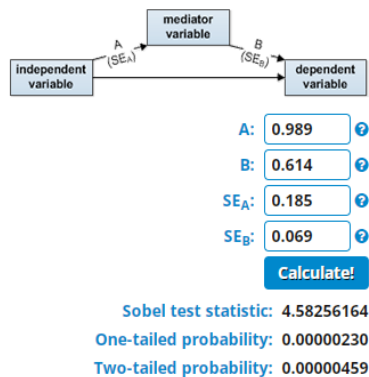 mediator
variable
A
(SEA)
B
(SEB)
independent
variable
dependent
variable
A: 0.989
B: 0.614
SEA: 0.185
SEB: 0.069
Calculate!
Sobel test statistic: 4.58256164
One-tailed probability: 0.00000230
Two-tailed probability: 0.00000459